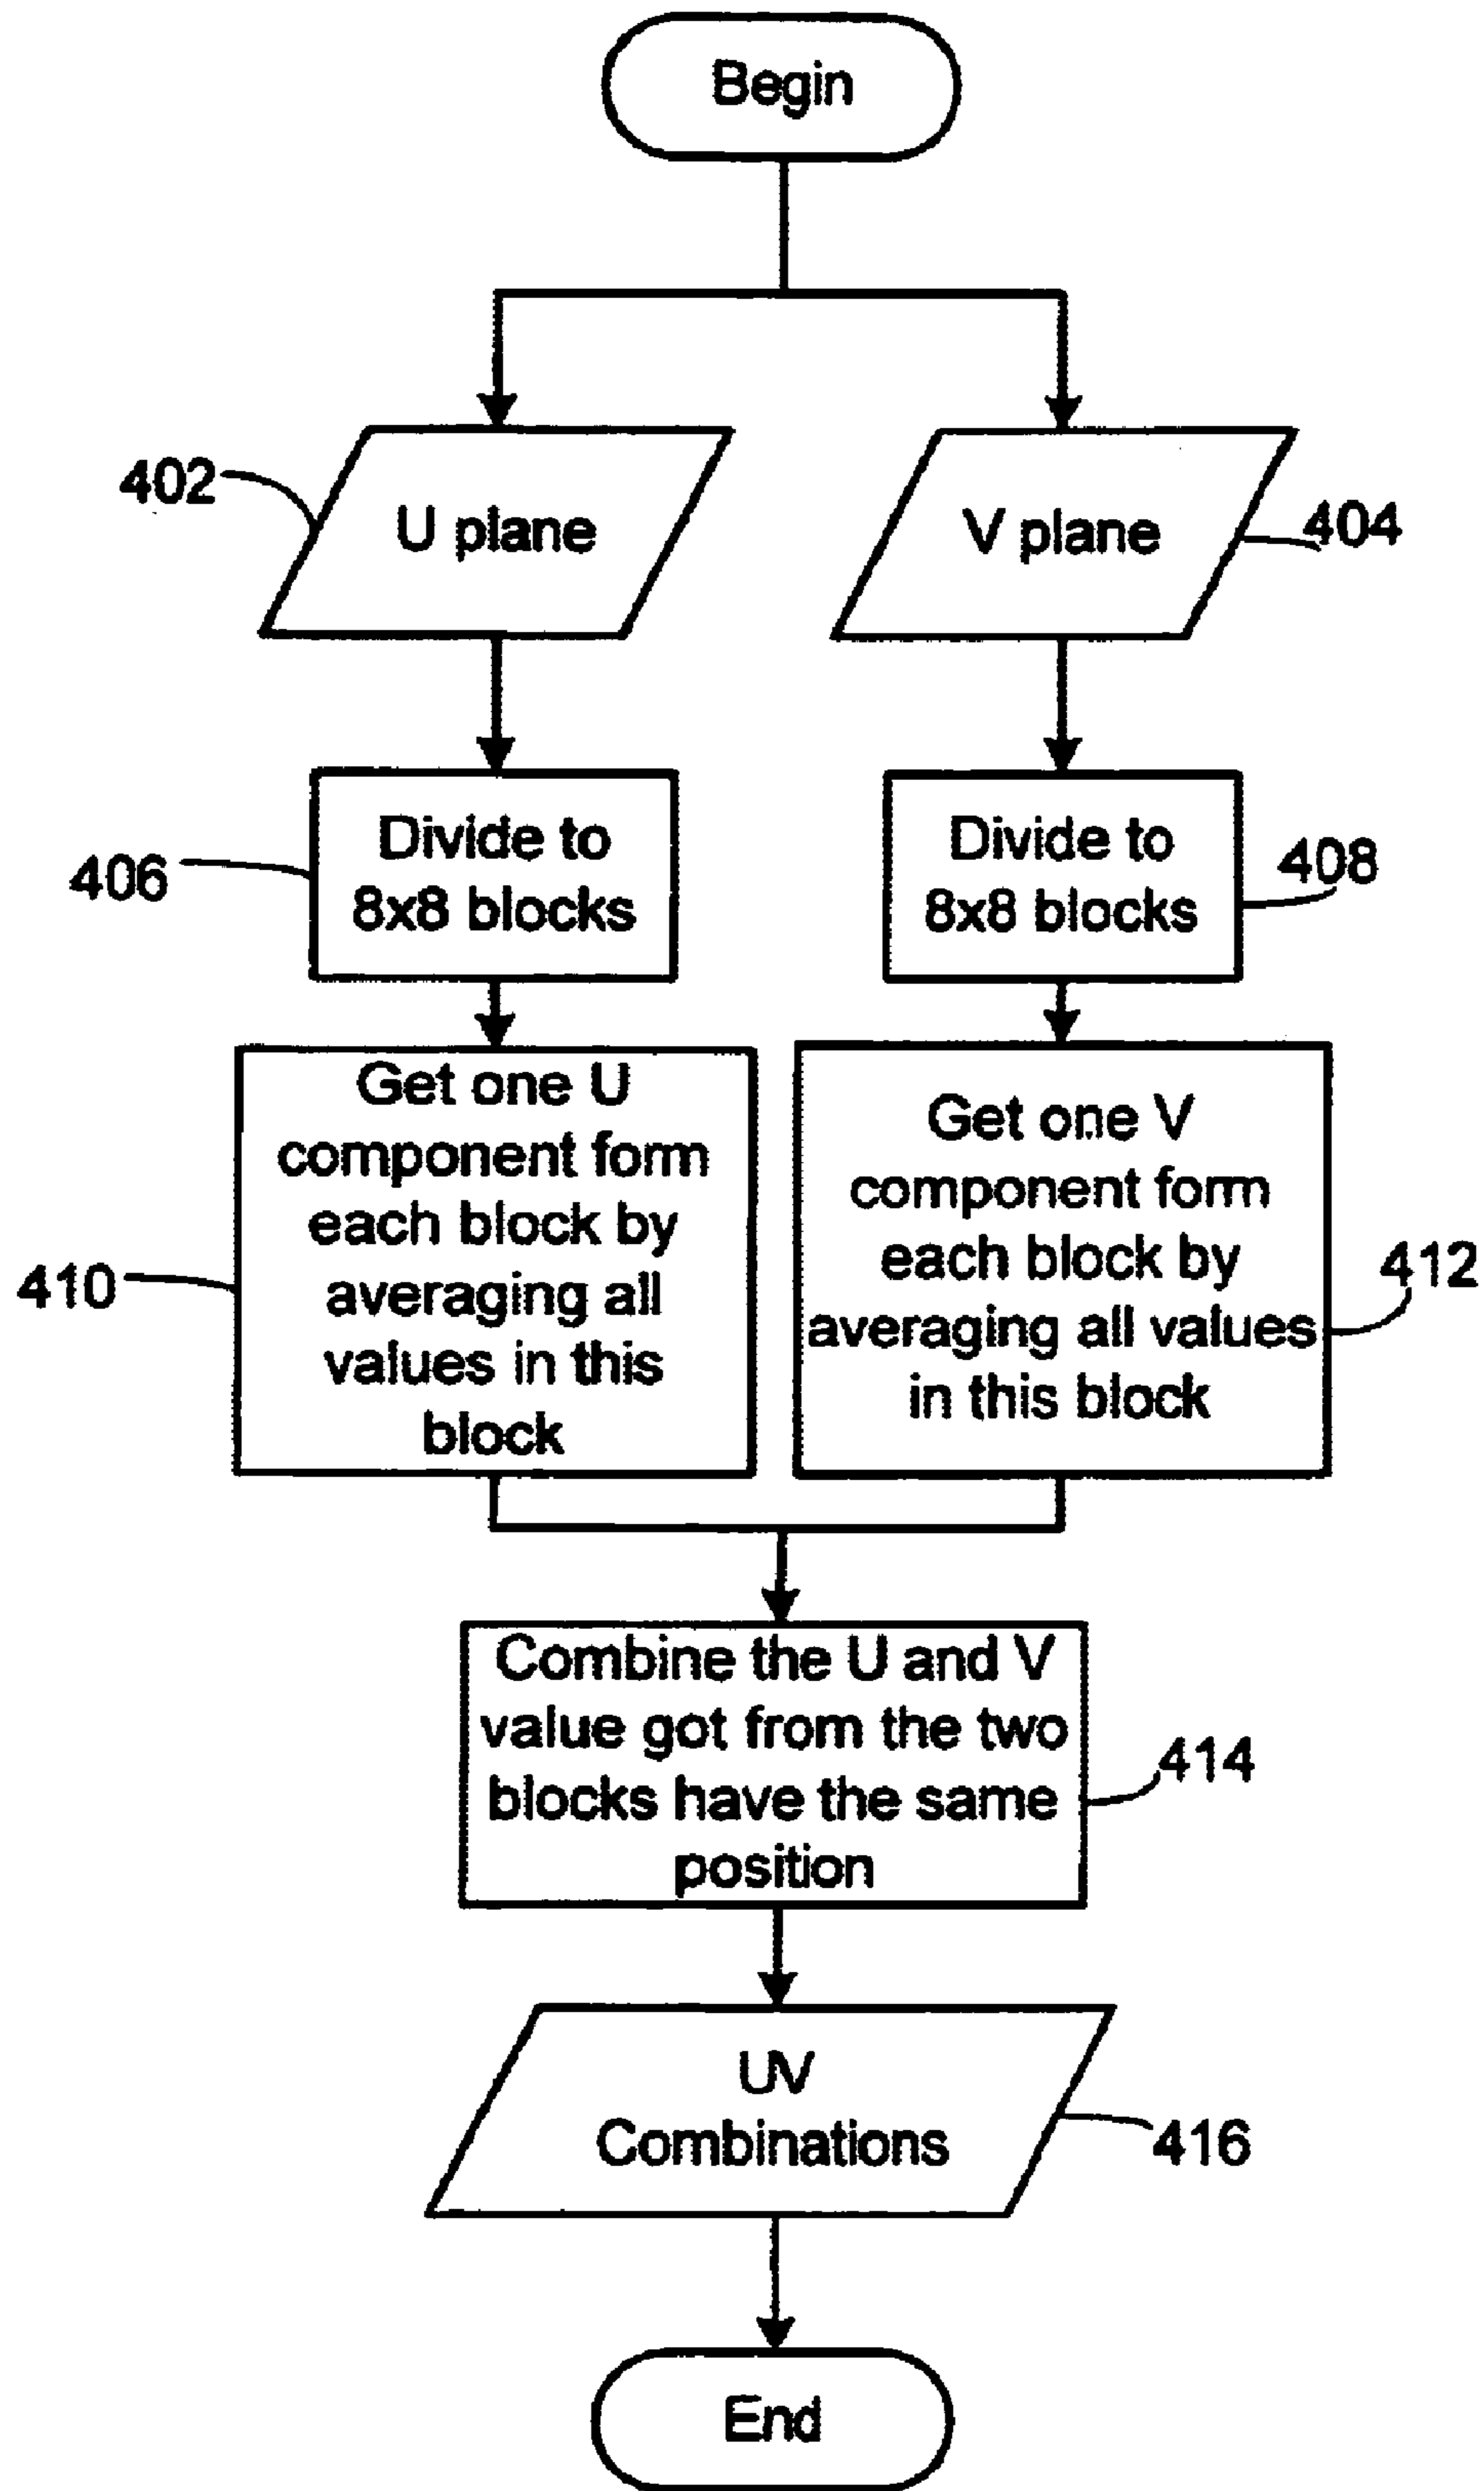 Begin
402
U plane
V plane
404
406
Divide to
8x8 blocks
Divide to
8x8 blocks
408
410
Get one U
component form
each block by
averaging all
values in this
block
Get one V
component form
each block by
averaging all values
in this block
412
Combine the U and V
value got from the two
blocks have the same
position
414
UV
Combinations
416
End